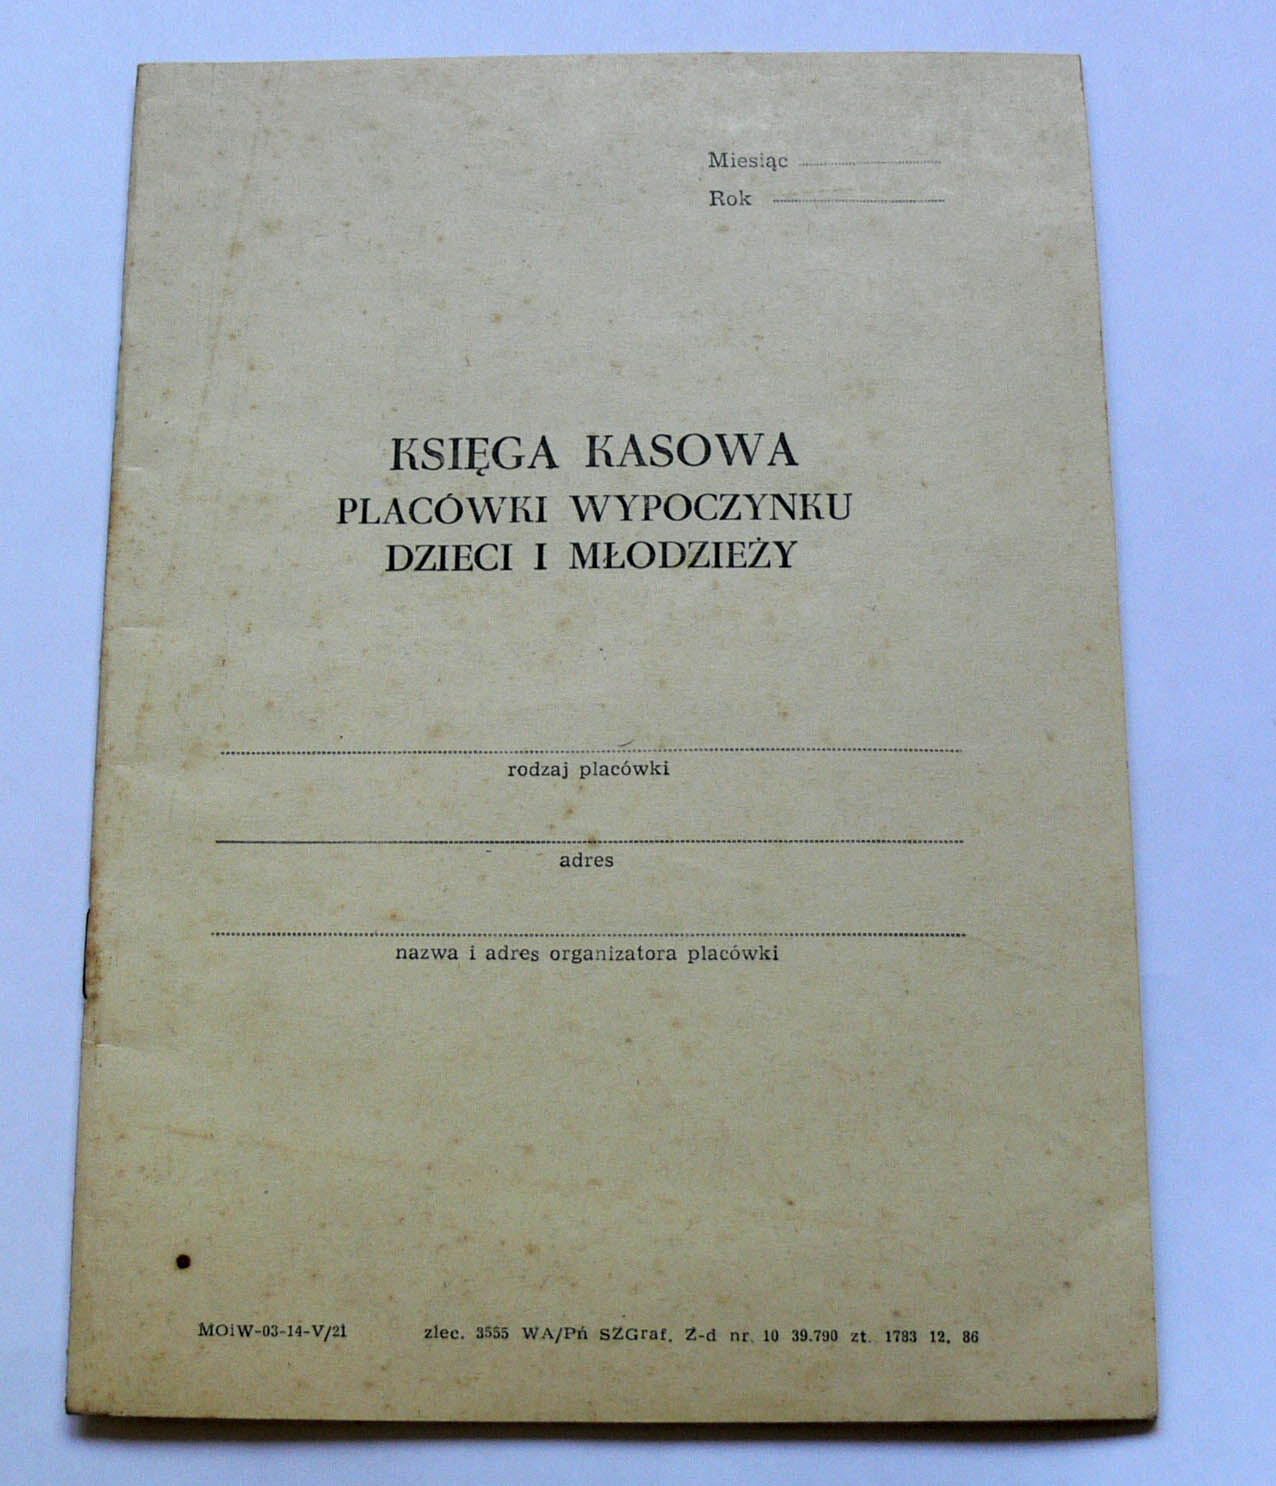 Miesiąc
Rok
KSIĘGA KASOWA
PLACÓWKI WYPOCZYNKU
DZIECI I MŁODZIEŻY
rodzaj placówki
adres
nazwa i adres organizatora placówki
MOiW-03-14-V/21 zlec. 3555 WA/Pń SZGraf. Z-d nr. 10 39.790 zt. 1783 12. 86